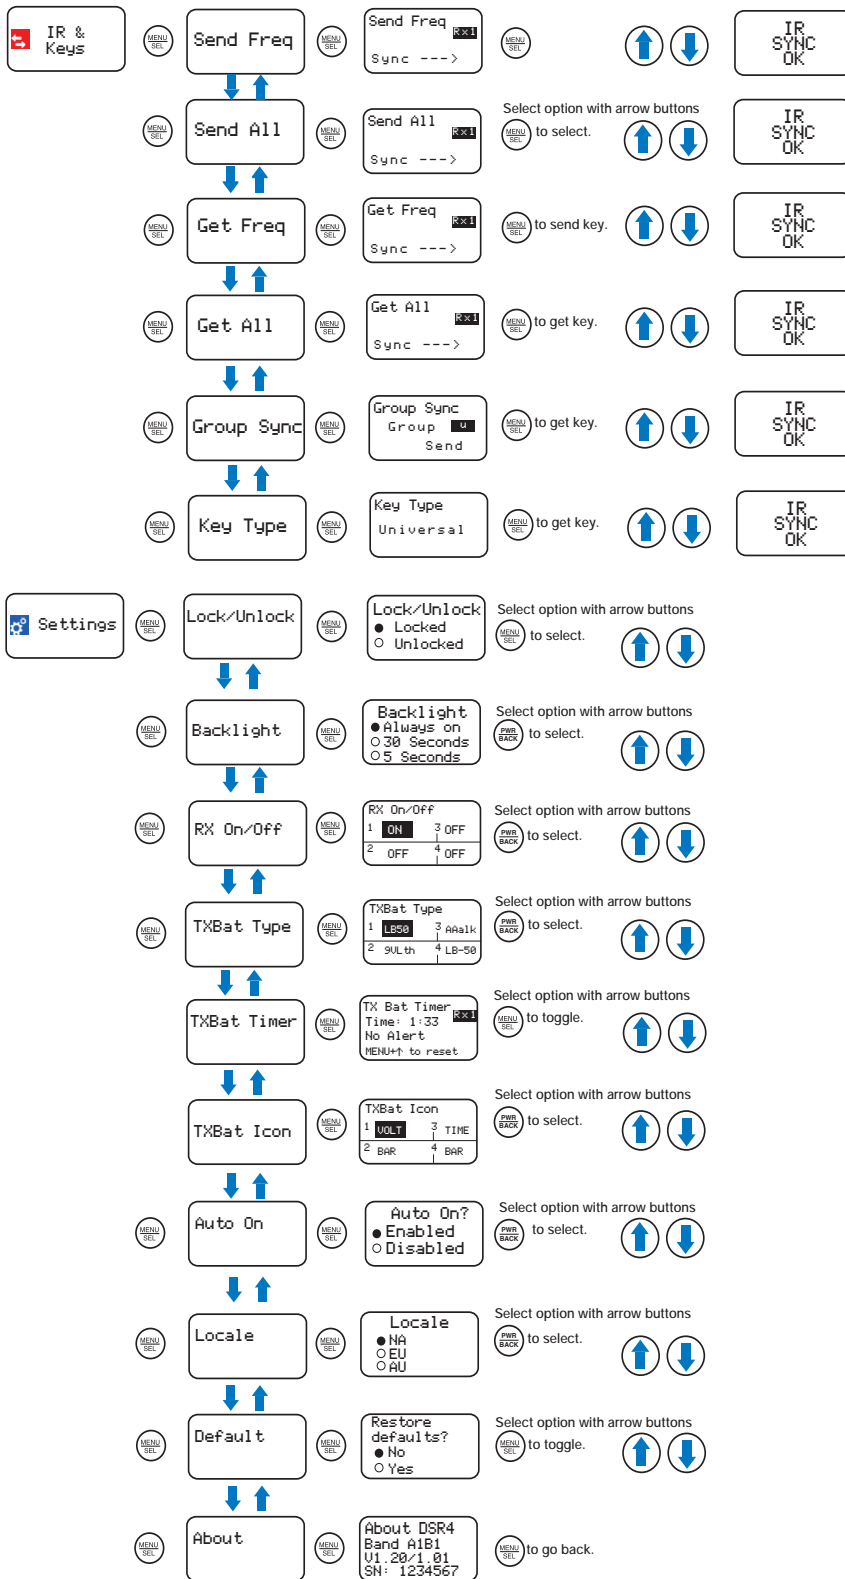 IR &
Keys
MENU
SEL
Send Freq
MENU
SEL
Send Freq
Rx1
Sync --->
MENU
SEL
IR
SYNC
OK
MENU
SEL
Send All
MENU
SEL
Send All
Rx1
Sync --->
Select option with arrow buttons
MENU
SEL
to select.
IR
SYNC
OK
MENU
SEL
Get Freq
MENU
SEL
Get Freq
Rx1
Sync --->
MENU
SEL
to send key.
IR
SYNC
OK
MENU
SEL
Get All
MENU
SEL
Get All
Rx1
Sync --->
MENU
SEL
to get key.
IR
SYNC
OK
MENU
SEL
Group Sync
MENU
SEL
Group Sync
Group u
Send
MENU
SEL
to get key.
IR
SYNC
OK
MENU
SEL
Key Type
MENU
SEL
Key Type
Universal
MENU
SEL
to get key.
IR
SYNC
OK
Settings
MENU
SEL
Lock/Unlock
MENU
SEL
Lock/Unlock
Locked
Unlocked
Select option with arrow buttons
MENU
SEL
to select.
MENU
SEL
Backlight
MENU
SEL
Backlight
Always on
30 Seconds
5 Seconds
Select option with arrow buttons
PWR
BACK
to select.
MENU
SEL
RX On/Off
MENU
SEL
RX On/Off
1 ON 3 OFF
2 OFF 4 OFF
Select option with arrow buttons
PWR
BACK
to select.
MENU
SEL
TXBat Type
MENU
SEL
TXBat Type
1 LB50 3 AAalk
2 9VLth 4 LB-50
Select option with arrow buttons
PWR
BACK
to select.
TXBat Timer
MENU
SEL
TX Bat Timer
Time: 1:33 Rx1
No Alert
MENU+↑ to reset
Select option with arrow buttons
MENU
SEL
to toggle.
TXBat Icon
MENU
SEL
TXBat Icon
1 VOLT 3 TIME
2 BAR 4 BAR
Select option with arrow buttons
PWR
BACK
to select.
MENU
SEL
Auto On
MENU
SEL
Auto On?
Enabled
Disabled
Select option with arrow buttons
PWR
BACK
to select.
MENU
SEL
Locale
MENU
SEL
Locale
NA
EU
AU
Select option with arrow buttons
PWR
BACK
to select.
MENU
SEL
Default
MENU
SEL
Restore
defaults?
No
Yes
Select option with arrow buttons
MENU
SEL
to toggle.
MENU
SEL
About
MENU
SEL
About DSR4
Band A1B1
V1.20/1.01
SN: 1234567
MENU
SEL
to go back.